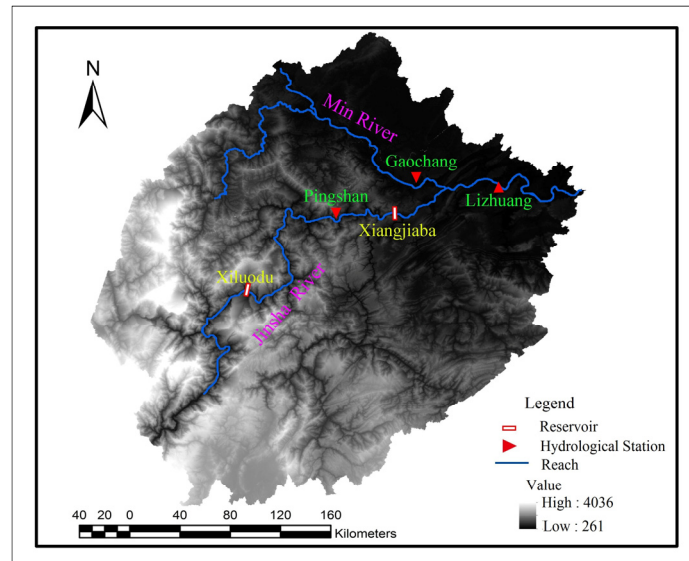 N
Min River
Gaochang
Pingshan
Lizhuang
Xiangjiaba
Xiluodu
Jinsha River
Legend
Reservoir
Hydrological Station
Reach
Value
High : 4036
Low : 261
40 20 0 40 80 120 160
Kilometers